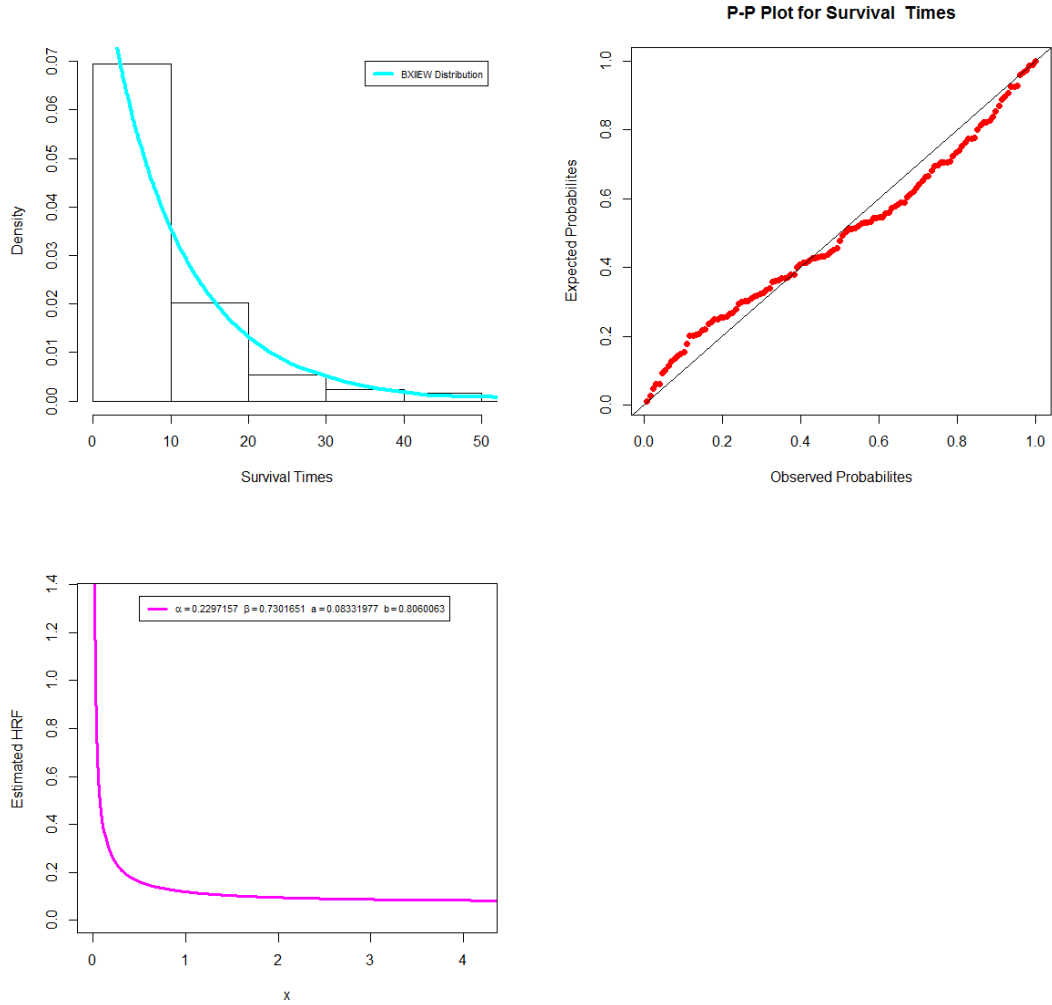 P-P Plot for Survival Times
0.07
0.06
0.05
0.04
0.03
0.02
0.01
0.00
Density
BXIIEW Distribution
0 10 20 30 40 50
Survival Times
1.0
0.8
0.6
0.4
0.2
0.0
Expected Probabilites
0.0 0.2 0.4 0.6 0.8 1.0
Observed Probabilites
1.4
1.2
1.0
0.8
0.6
0.4
0.2
0.0
Estimated HRF
α = 0.2297157 β = 0.7301651 a = 0.08331977 b = 0.8060063
0 1 2 3 4
x